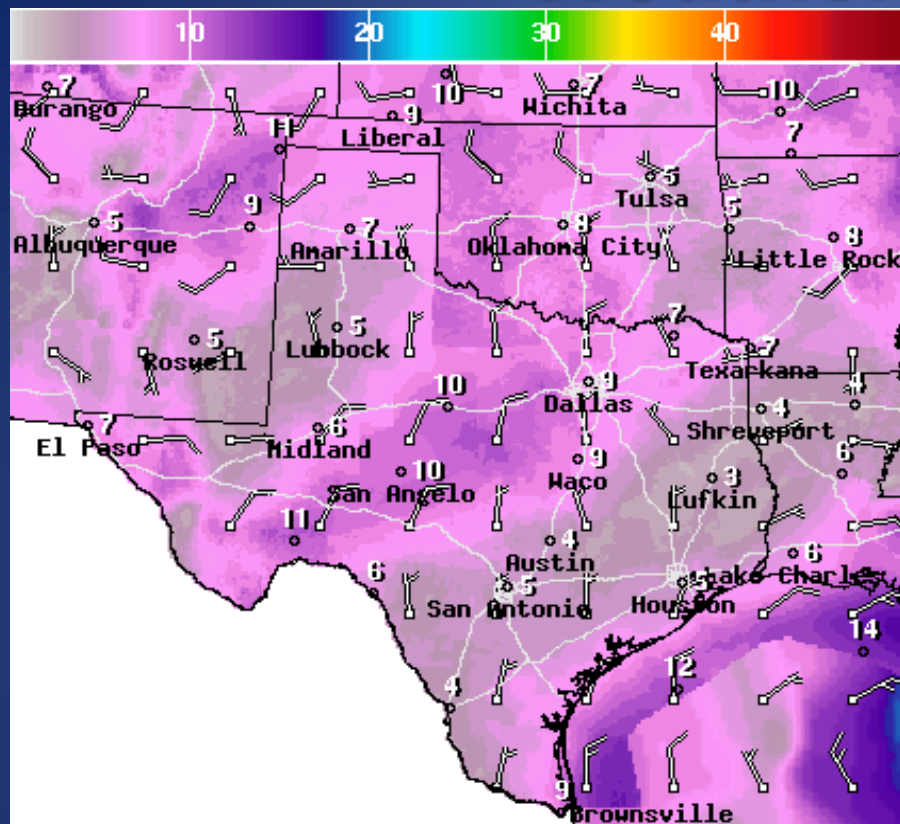 10 20 30 40
7 10 7 10
Durango Wichita
9
Liberal
11 7
5
Tulsa
5 9 7 8 5 8
Albuquerque Amarillo Oklahoma City Little Rock
5 5 7
Roswell Lubbock 7
Texarkana
10 9 4
Dallas 4
7 6 Shreveport
El Paso Midland
10 9 3 6
San Angelo Waco Lufkin
11 4 6
Austin
6 5 5 Lake Charles
San Antonio Houston
14
4 12
9
Brownsville